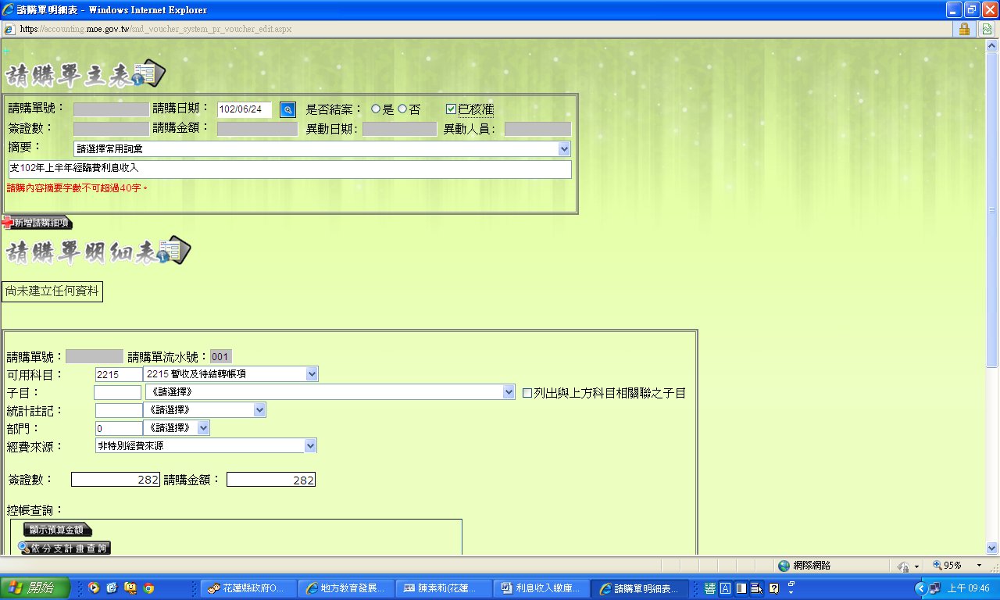 請購單明細表 - Windows Internet Explorer
https://accounting.moe.gov.tw/snd_voucher_system_pr_voucher_edit.aspx
請購單主表
請購單號： 請購日期： 102/06/24 是否結案： 是 否 已核准
簽證數： 請購金額： 異動日期: 異動人員:
摘要： 請選擇常用詞彙
支102年上半年經臨費利息收入
請購內容摘要字數不可超過40字。
新增請購細項
請購單明細表
尚未建立任何資料
請購單號： 請購單流水號：001
可用科目： 2215 2215 暫收及待結轉帳項
子目： 《請選擇》 列出與上方科目相關聯之子目
統計註記： 《請選擇》
部門： 0 《請選擇》
經費來源： 非特別經費來源
簽證數： 282 請購金額： 282
控帳查詢：
顯示預算金額
依分支計畫查詢
網際網路 95%
開始 花蓮縣政府O... 地方教育發展... 陳素莉(花蓮... 利息收入繳庫... 請購單明細表... A 上午 09:46